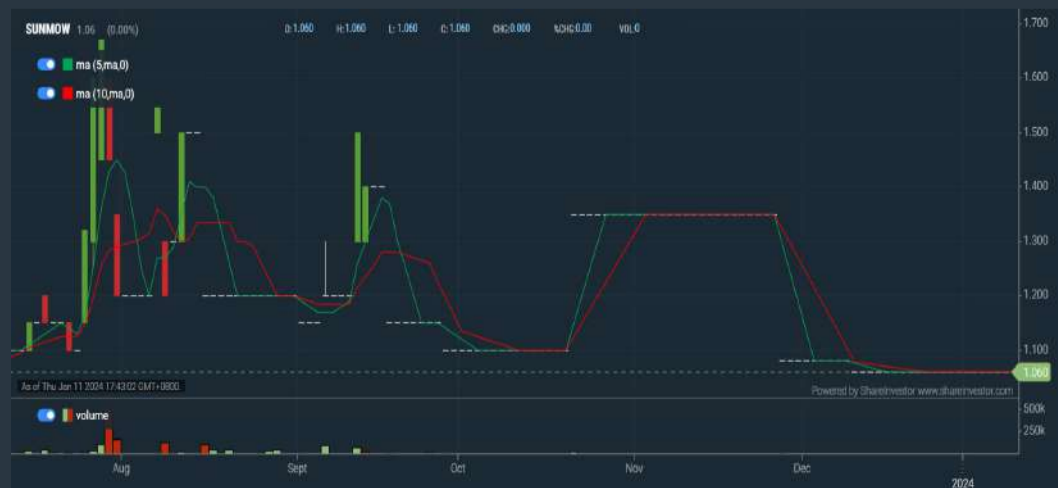 SUNMOW 1.06 (0.00%) O:1.060 H:1.060 L: 1.060 C: 1.060 CHG:0.000 %CHG:0.00 VOL:0
ma (5,ma,0)
ma (10,ma,0)
1.700
1.600
1.500
1.400
1.300
1.200
1.100
1.060
As of Thu Jan 11 2024 17:43:02 GMT+0800
Powered by ShareInvestor www.shareinvestor.com
volume
500k
250k
Aug Sept Oct Nov Dec
2024